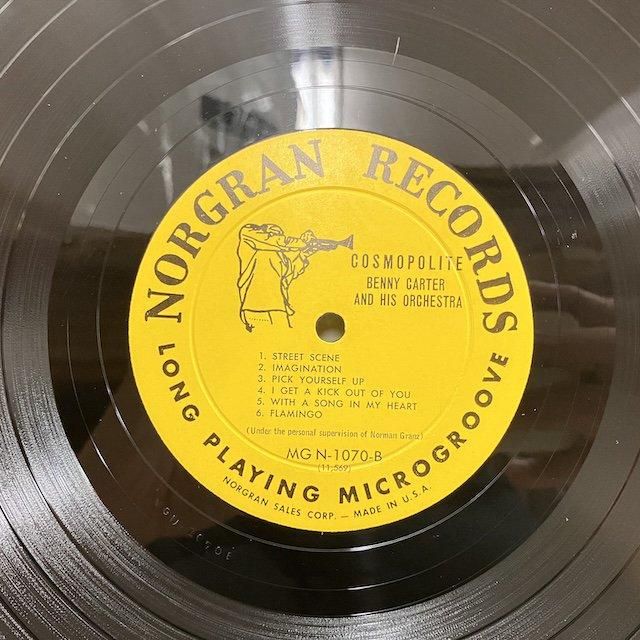 NORGRAN RECORDS
COSMOPOLITE
BENNY CARTER
AND HIS ORCHESTRA
1. STREET SCENE
2. IMAGINATION
3. PICK YOURSELF UP
4. I GET A KICK OUT OF YOU
5. WITH A SONG IN MY HEART
6. FLAMINGO
(Under the personal supervision of Norman Granz)
MG N-1070-B
(11,569)
LONG PLAYING MICROGROOVE
NORGRAN SALES CORP. — MADE IN U.S.A.